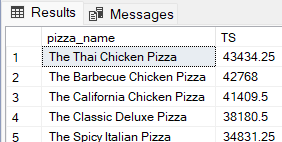 Results Messages
pizza_name TS
1 The Thai Chicken Pizza 43434.25
2 The Barbecue Chicken Pizza 42768
3 The California Chicken Pizza 41409.5
4 The Classic Deluxe Pizza 38180.5
5 The Spicy Italian Pizza 34831.25